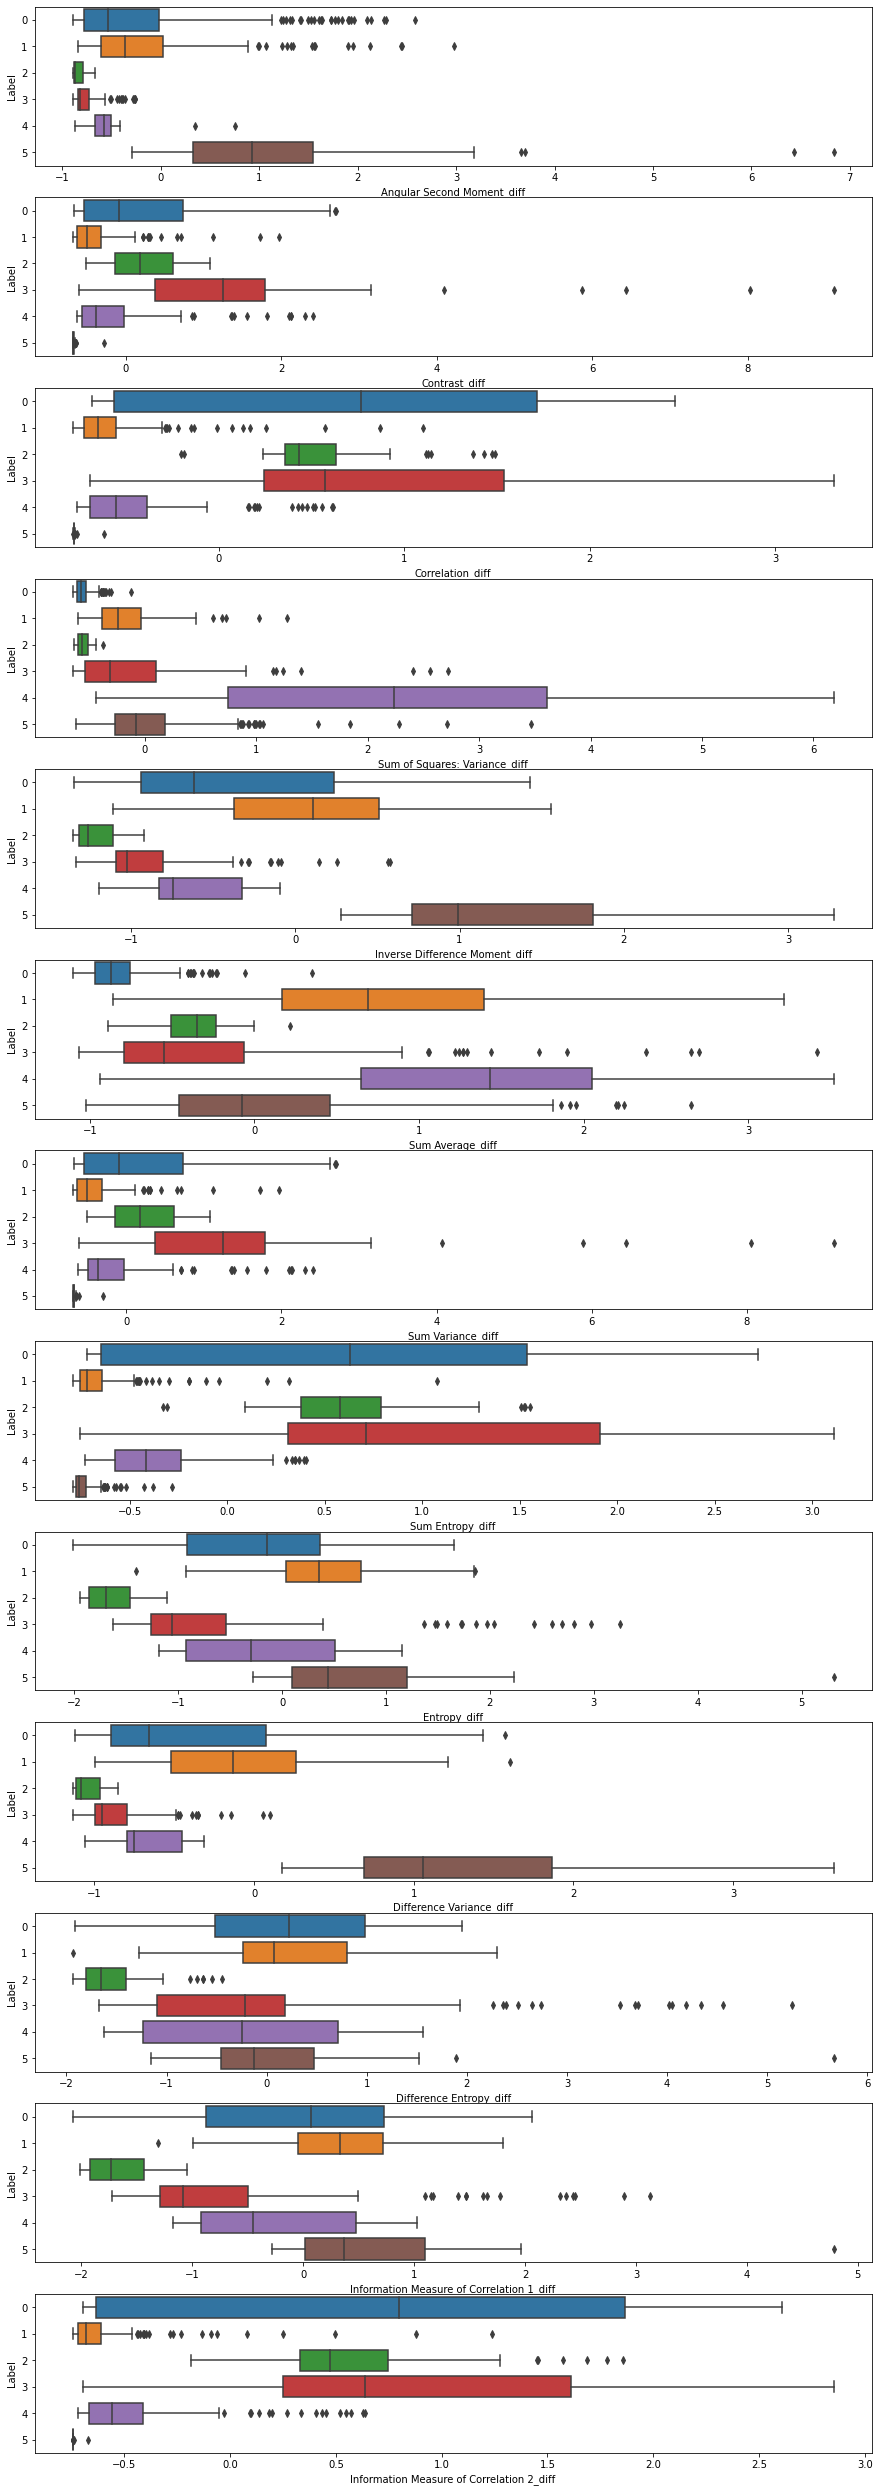 0
1
2
3
4
5
Label
−1 0 1 2 3 4 5 6 7
Angular Second Moment_diff
0
1
2
3
4
5
Label
0 2 4 6 8
Contrast_diff
0
1
2
3
4
5
Label
0 1 2 3
Correlation_diff
0
1
2
3
4
5
Label
0 1 2 3 4 5 6
Sum of Squares: Variance_diff
0
1
2
3
4
5
Label
−1 0 1 2 3
Inverse Difference Moment_diff
0
1
2
3
4
5
Label
−1 0 1 2 3
Sum Average_diff
0
1
2
3
4
5
Label
0 2 4 6 8
Sum Variance_diff
0
1
2
3
4
5
Label
−0.5 0.0 0.5 1.0 1.5 2.0 2.5 3.0
Sum Entropy_diff
0
1
2
3
4
5
Label
−2 −1 0 1 2 3 4 5
Entropy_diff
0
1
2
3
4
5
Label
−1 0 1 2 3
Difference Variance_diff
0
1
2
3
4
5
Label
−2 −1 0 1 2 3 4 5 6
Difference Entropy_diff
0
1
2
3
4
5
Label
−2 −1 0 1 2 3 4 5
Information Measure of Correlation 1_diff
0
1
2
3
4
5
Label
−0.5 0.0 0.5 1.0 1.5 2.0 2.5 3.0
Information Measure of Correlation 2_diff